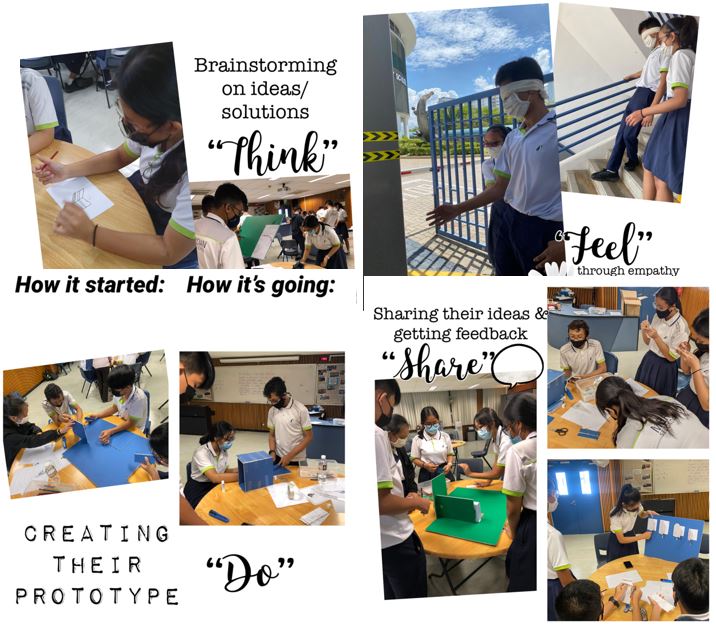 Brainstorming
on ideas/
solutions
"Think"
"Feel"
through empathy
How it started:
How it's going:
Sharing their ideas &
getting feedback
"Share"
CREATING
THEIR
PROTOTYPE
"Do"